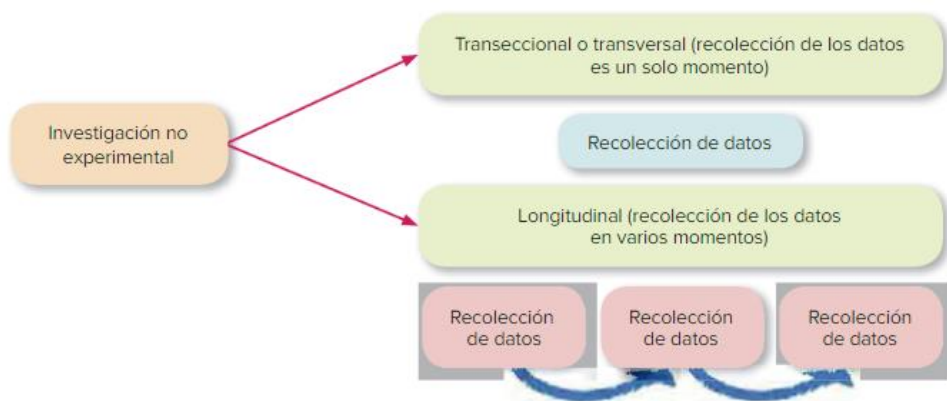 Transeccional o transversal (recolección de los datos
es un solo momento)
Investigación no
experimental
Recolección de datos
Longitudinal (recolección de los datos
en varios momentos)
Recolección
de datos
Recolección
de datos
Recolección
de datos